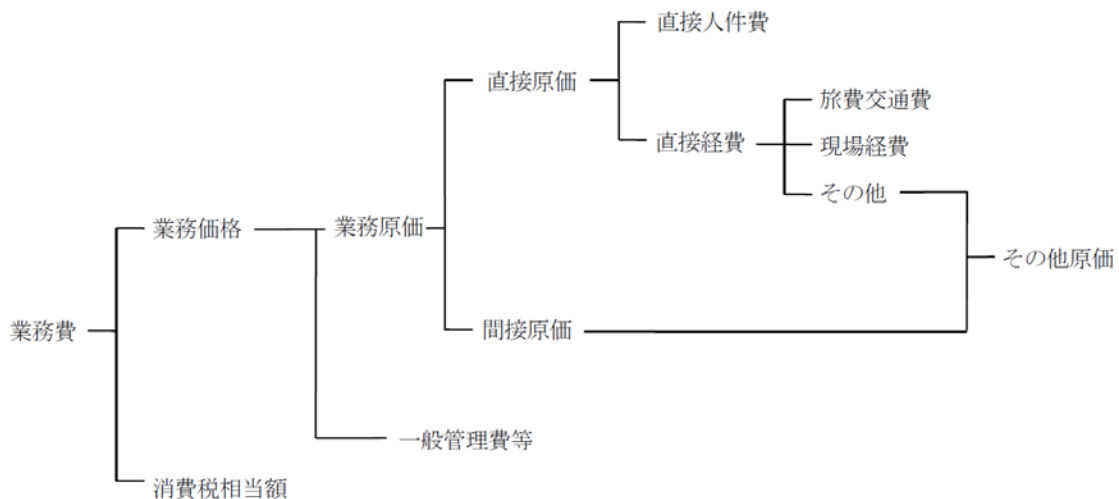 直接人件費
直接原価
旅費交通費
直接経費
現場経費
その他
業務価格
業務原価
その他原価
業務費
間接原価
一般管理費等
消費税相当額